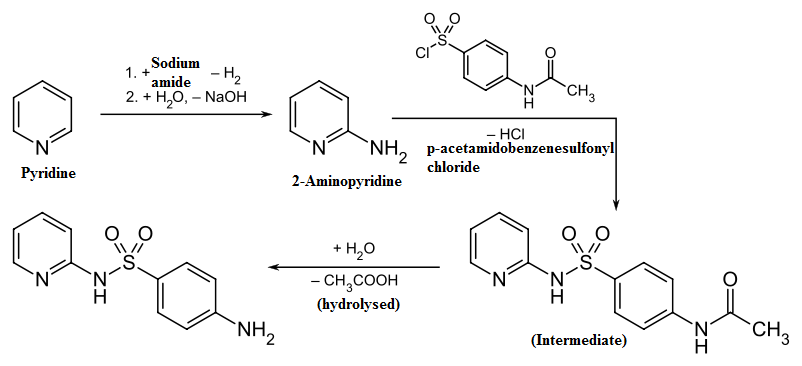 1. + Sodium amide – H₂
2. + H₂O, – NaOH
N
Pyridine
N
NH₂
2-Aminopyridine
O
O
S
Cl
O
N
H
CH₃
– HCl
p-acetamidobenzenesulfonyl
chloride
N
N
H
O
O
S
O
N
H
CH₃
(Intermediate)
+ H₂O
– CH₃COOH
(hydrolysed)
N
N
H
O
O
S
NH₂